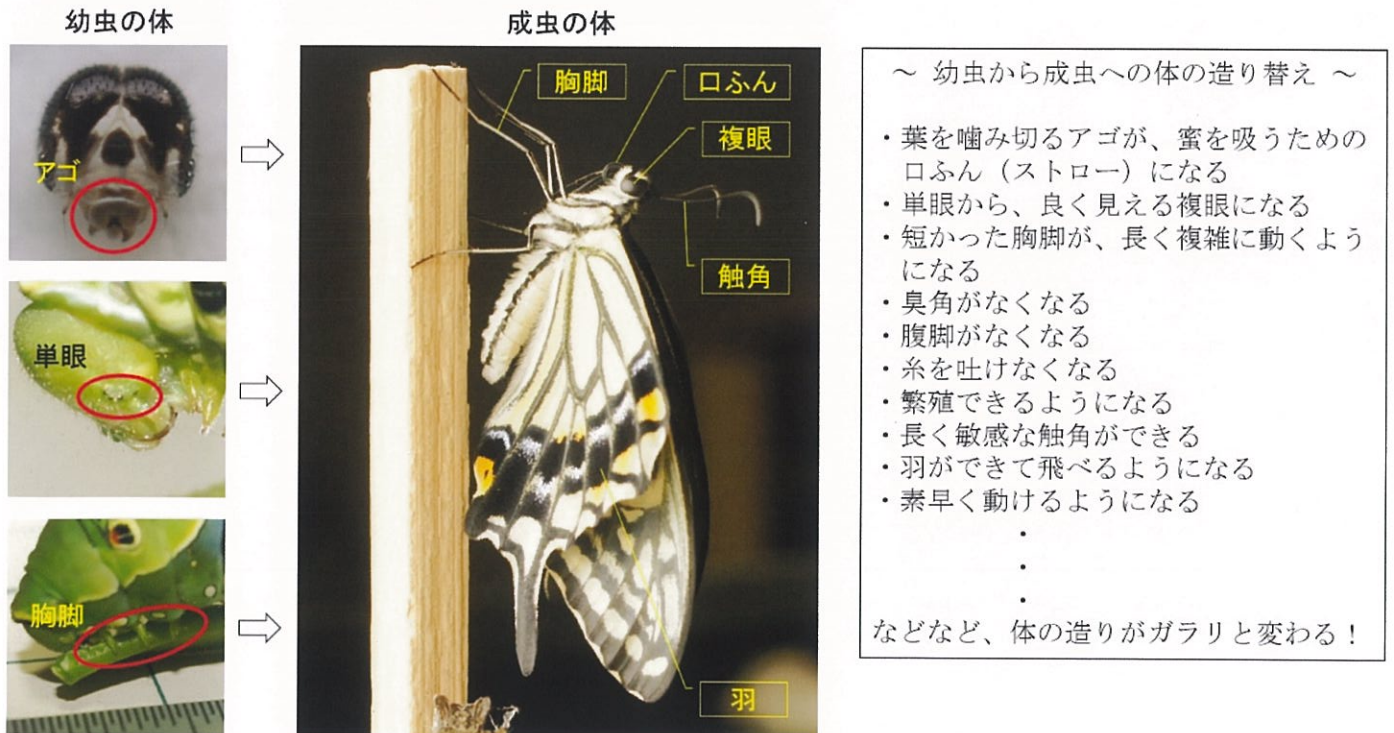 幼虫の体
アゴ
単眼
胸脚
成虫の体
胸脚
口ふん
複眼
触角
羽
～ 幼虫から成虫への体の造り替え ～
・葉を噛み切るアゴが、蜜を吸うための
口ふん（ストロー）になる
・単眼から、良く見える複眼になる
・短かった胸脚が、長く複雑に動くよう
になる
・臭角がなくなる
・腹脚がなくなる
・糸を吐けなくなる
・繁殖できるようになる
・長く敏感な触角ができる
・羽ができて飛べるようになる
・素早く動けるようになる
・
・
・
などなど、体の造りがガラリと変わる！